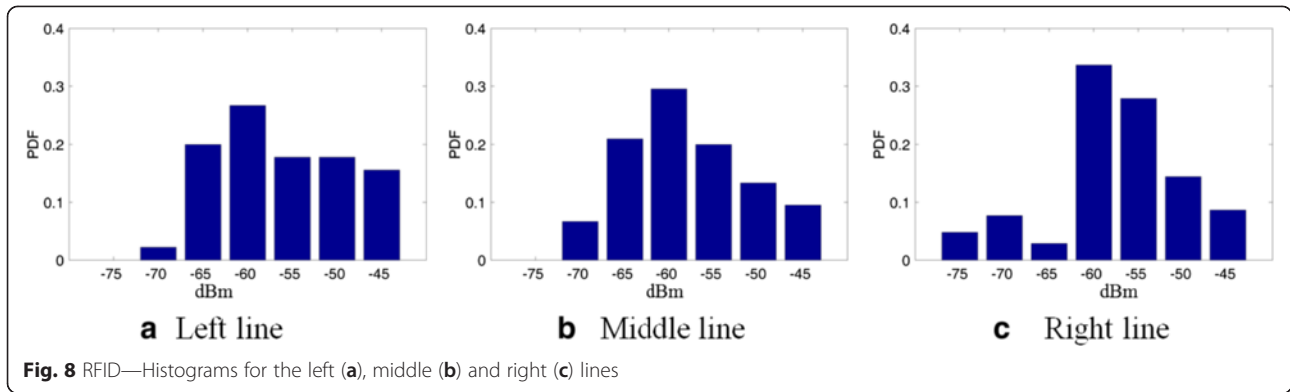 0.4 0.4 0.4
0.3 0.3 0.3
PDF PDF PDF
0.2 0.2 0.2
0.1 0.1 0.1
0 0 0
-75 -70 -65 -60 -55 -50 -45 -75 -70 -65 -60 -55 -50 -45 -75 -70 -65 -60 -55 -50 -45
dBm dBm dBm
a Left line b Middle line c Right line
Fig. 8 RFID—Histograms for the left (a), middle (b) and right (c) lines